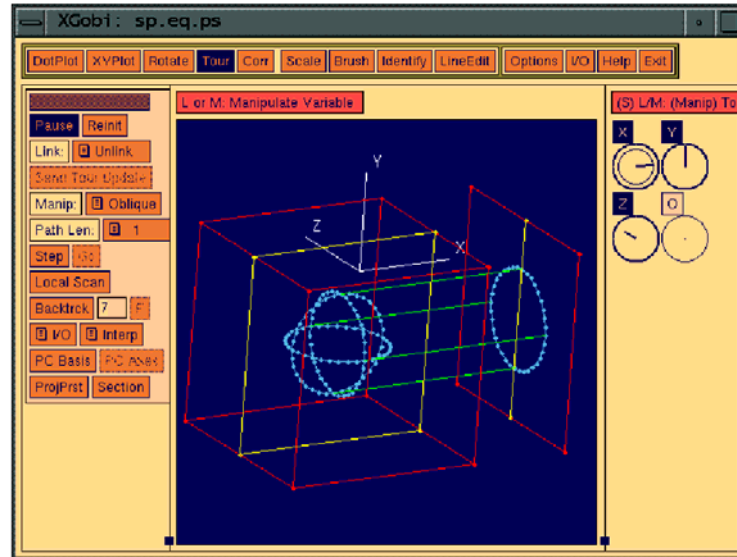 XGobi: sp.eq.ps
DotPlot XYPlot Rotate Tour Corr Scale Brush Identify LineEdit Options I/O Help Exit
L or M: Manipulate Variable
(S) L/M: (Manip) To
Pause Reinit
Link: Unlink
Send Tour Update
Manip: Oblique
Path Len: 1
Step Go
Local Scan
Backtrck 7 F
I/O Interp
PC Basis PC Axes
ProjPrst Section
Y
Z
X
X Y
Z O